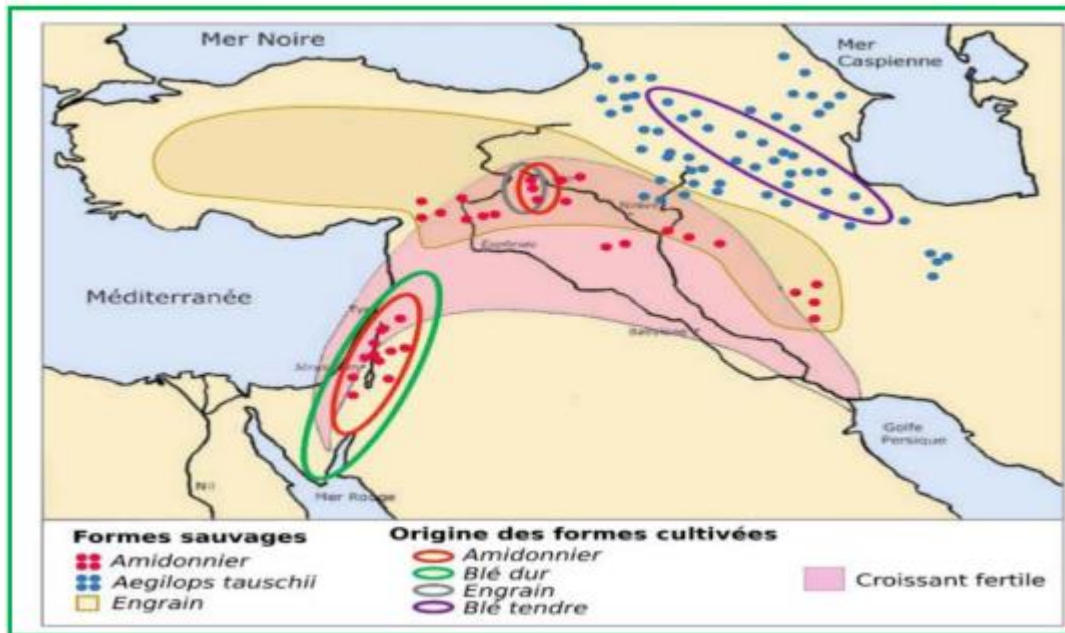 Mer Noire
Mer
Caspienne
Méditerranée
Golfe
Persique
Nil
Mer Rouge
Formes sauvages
Amidonnier
Aegilops tauschii
Engrain
Origine des formes cultivées
Amidonnier
Blé dur
Engrain
Blé tendre
Croissant fertile